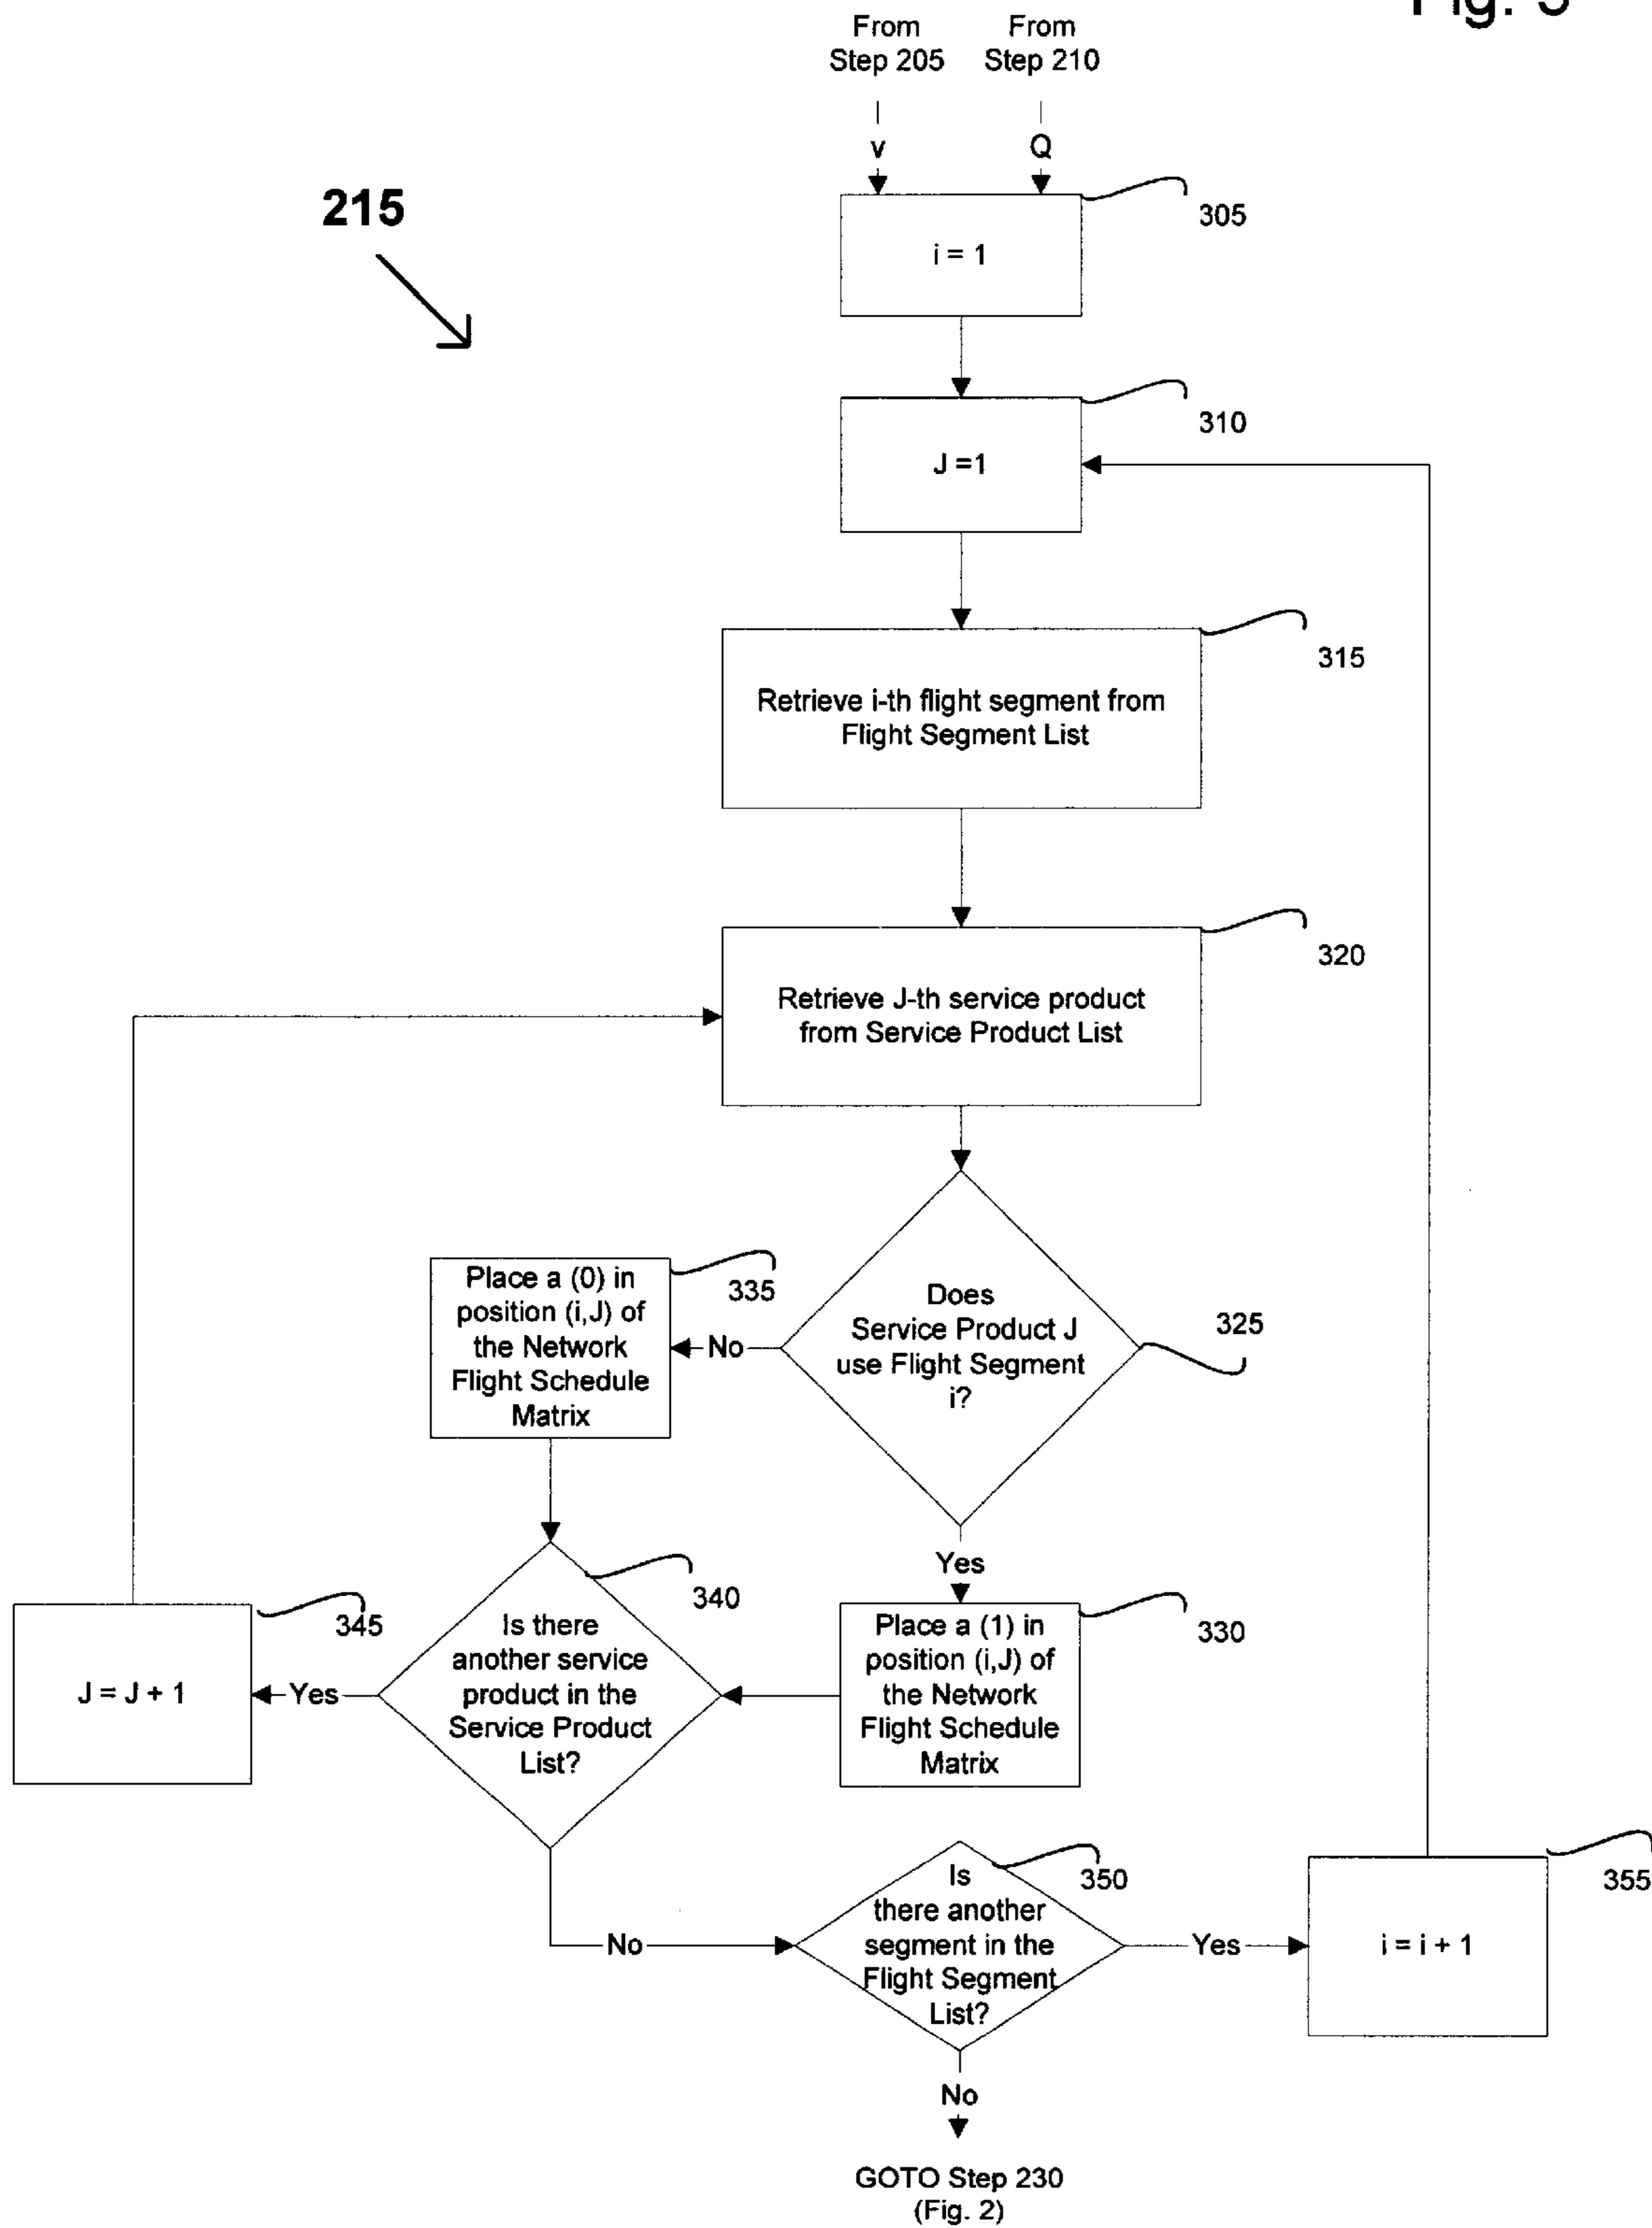 From
Step 205
From
Step 210
v
Q
215
305
i = 1
310
J =1
315
Retrieve i-th flight segment from
Flight Segment List
320
Retrieve J-th service product
from Service Product List
335
Place a (0) in
position (i,J) of
the Network
Flight Schedule
Matrix
No
Does
Service Product J
use Flight Segment
i?
325
Yes
345
J = J + 1
Yes
340
Is there
another service
product in the
Service Product
List?
330
Place a (1) in
position (i,J) of
the Network
Flight Schedule
Matrix
No
350
Is
there another
segment in the
Flight Segment
List?
Yes
355
i = i + 1
No
GOTO Step 230
(Fig. 2)